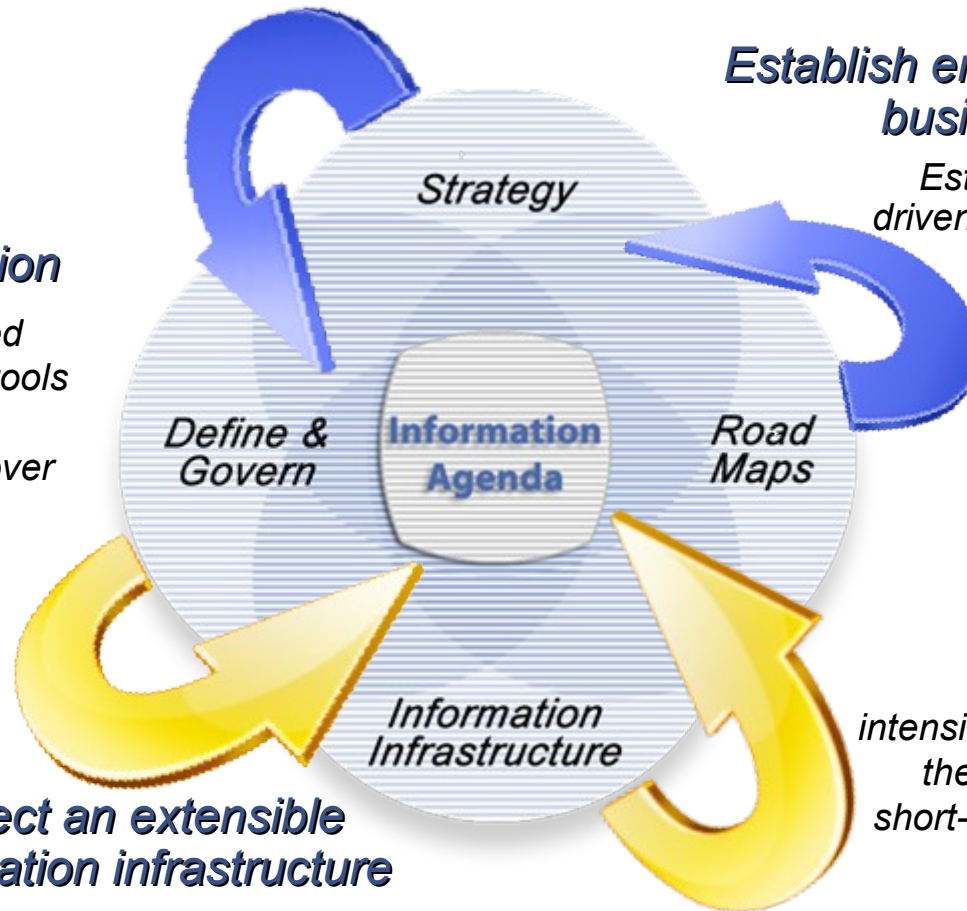 Establish
busi
Est
driven
Strategy
ion
ed
ools
over
Define &
Govern
Information
Agenda
Road
Maps
Information
Infrastructure
intensi
the
short-
ect an extensible
ation infrastructure